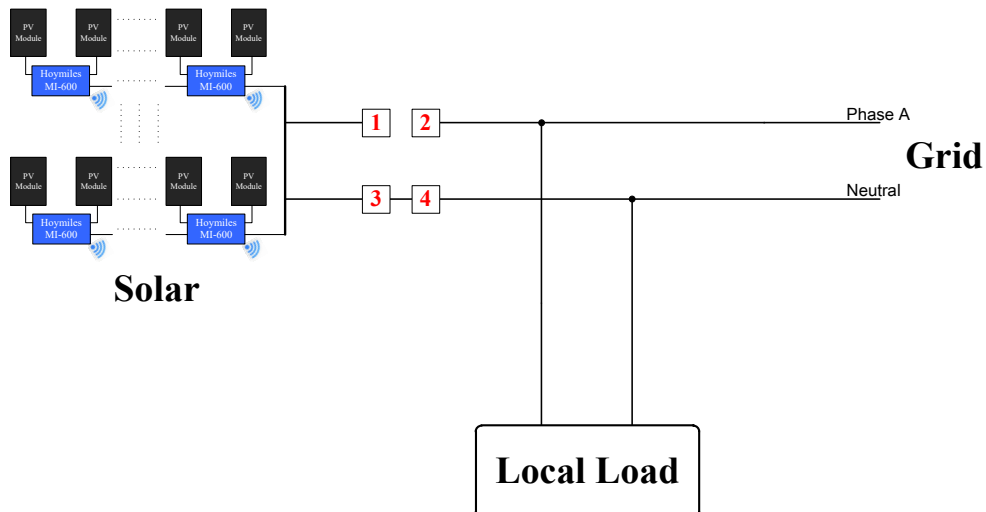 PV
Module
PV
Module
PV
Module
PV
Module
Hoymiles
MI-600
Hoymiles
MI-600
1
2
Phase A
Grid
PV
Module
PV
Module
PV
Module
PV
Module
3
4
Neutral
Hoymiles
MI-600
Hoymiles
MI-600
Solar
Local Load